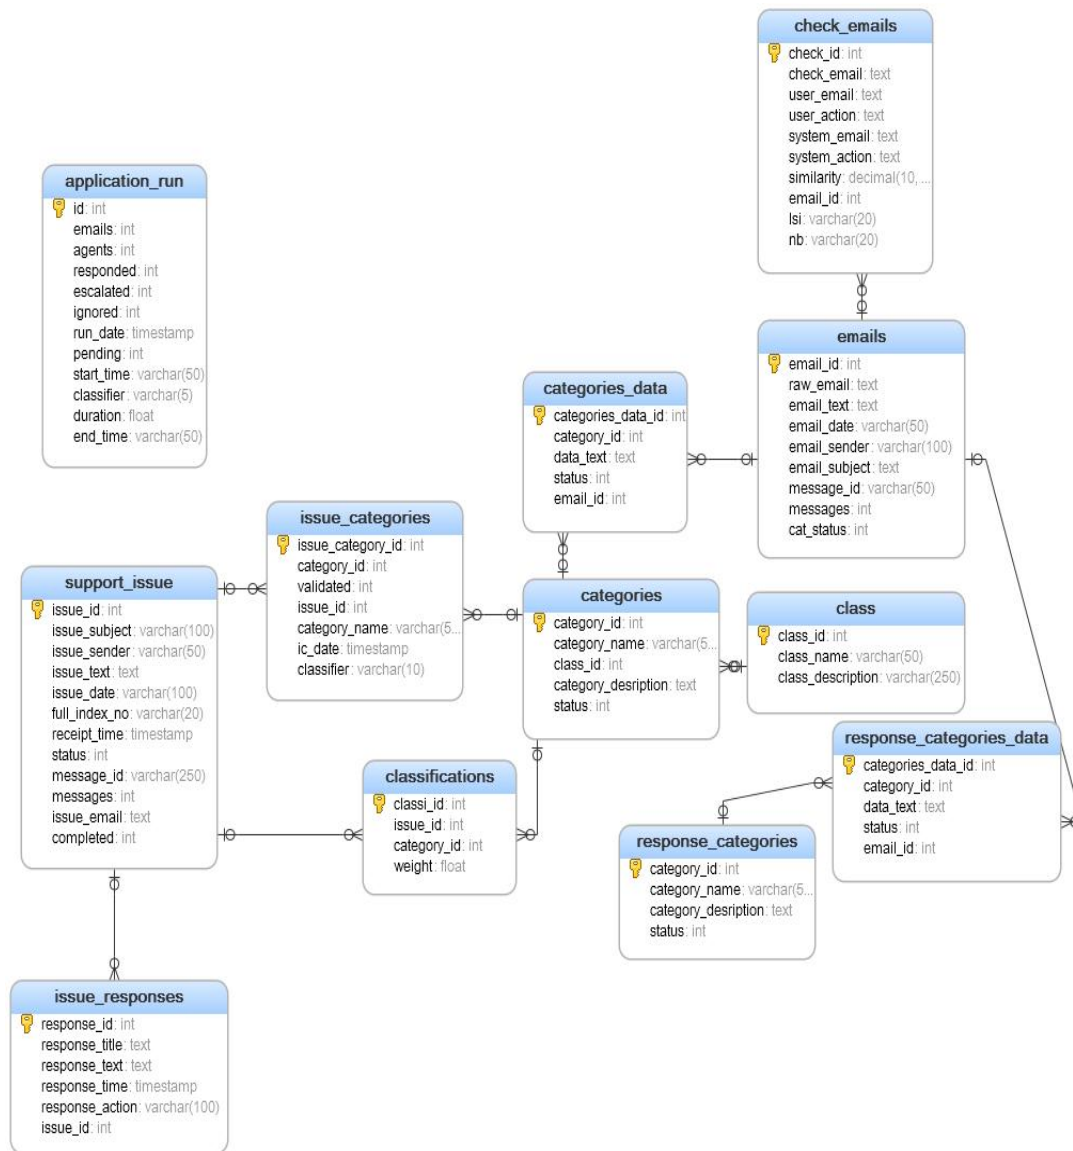 check_emails
check_id: int
check_email: text
user_email: text
user_action: text
system_email: text
system_action: text
similarity: decimal(10, ...
email_id: int
lsi: varchar(20)
nb: varchar(20)
application_run
id: int
emails: int
agents: int
responded: int
escalated: int
ignored: int
run_date: timestamp
pending: int
start_time: varchar(50)
classifier: varchar(5)
duration: float
end_time: varchar(50)
emails
email_id: int
raw_email: text
email_text: text
email_date: varchar(50)
email_sender: varchar(100)
email_subject: text
message_id: varchar(50)
messages: int
cat_status: int
categories_data
categories_data_id: int
category_id: int
data_text: text
status: int
email_id: int
issue_categories
issue_category_id: int
category_id: int
validated: int
issue_id: int
category_name: varchar(5...
ic_date: timestamp
classifier: varchar(10)
support_issue
issue_id: int
issue_subject: varchar(100)
issue_sender: varchar(50)
issue_text: text
issue_date: varchar(100)
full_index_no: varchar(20)
receipt_time: timestamp
status: int
message_id: varchar(250)
messages: int
issue_email: text
completed: int
categories
category_id: int
category_name: varchar(5...
class_id: int
category_desription: text
status: int
class
class_id: int
class_name: varchar(50)
class_description: varchar(250)
response_categories_data
categories_data_id: int
category_id: int
data_text: text
status: int
email_id: int
classifications
classi_id: int
issue_id: int
category_id: int
weight: float
response_categories
category_id: int
category_name: varchar(5...
category_desription: text
status: int
issue_responses
response_id: int
response_title: text
response_text: text
response_time: timestamp
response_action: varchar(100)
issue_id: int